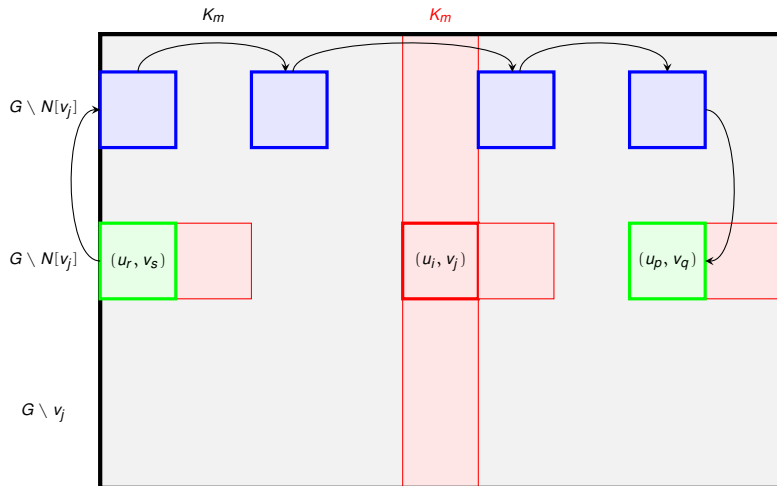 K_m K_m
G \ N[v_j]
G \ N[v_j] (u_r, v_s) (u_i, v_j) (u_p, v_q)
G \ v_j